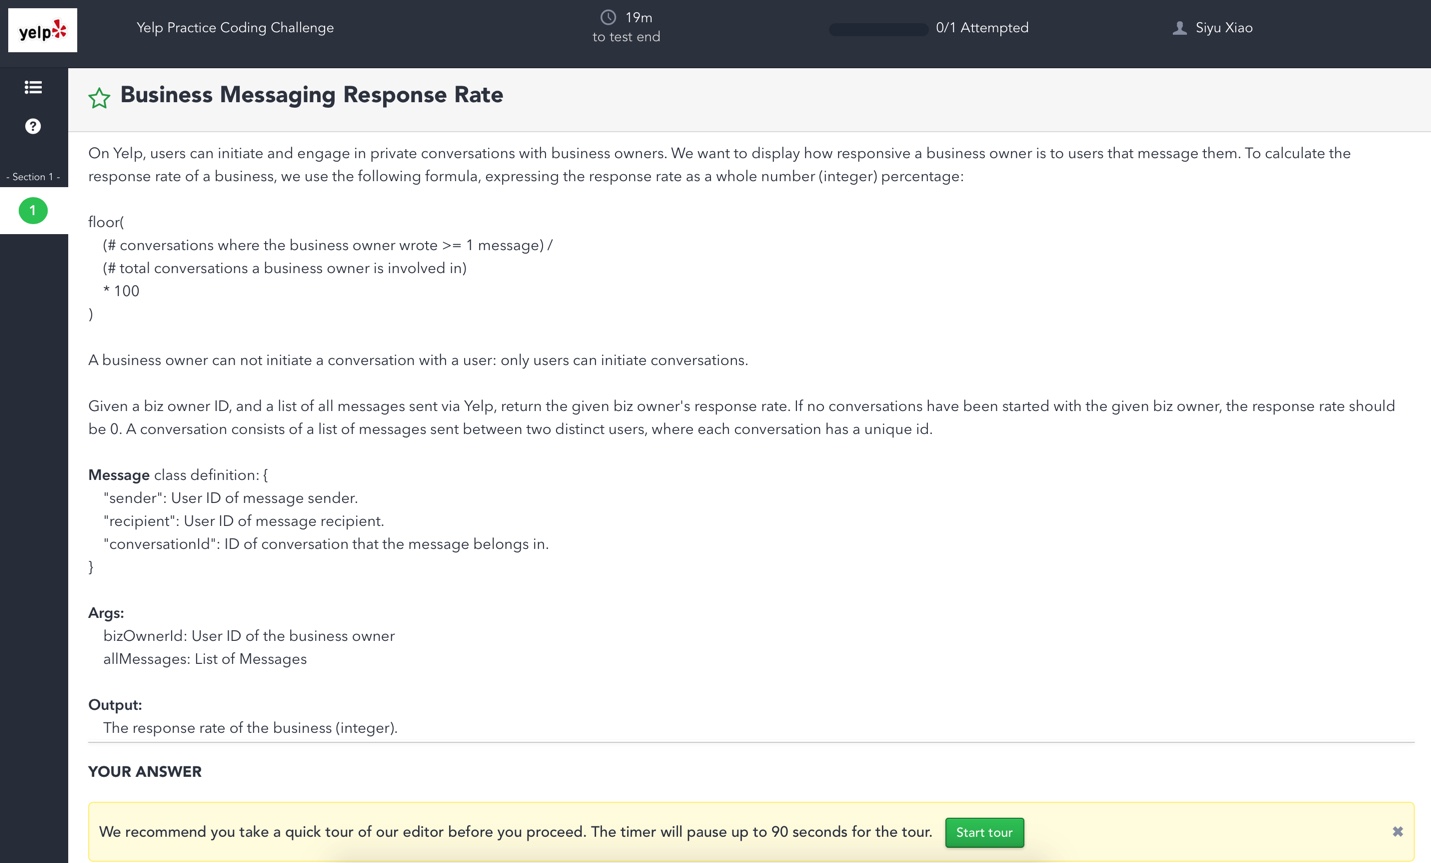 yelp
Yelp Practice Coding Challenge
19m
to test end
0/1 Attempted
Siyu Xiao
?
- Section 1 -
1
Business Messaging Response Rate
On Yelp, users can initiate and engage in private conversations with business owners. We want to display how responsive a business owner is to users that message them. To calculate the
response rate of a business, we use the following formula, expressing the response rate as a whole number (integer) percentage:
floor(
(# conversations where the business owner wrote >= 1 message) /
(# total conversations a business owner is involved in)
* 100
)
A business owner can not initiate a conversation with a user: only users can initiate conversations.
Given a biz owner ID, and a list of all messages sent via Yelp, return the given biz owner's response rate. If no conversations have been started with the given biz owner, the response rate should
be 0. A conversation consists of a list of messages sent between two distinct users, where each conversation has a unique id.
Message class definition: {
"sender": User ID of message sender.
"recipient": User ID of message recipient.
"conversationId": ID of conversation that the message belongs in.
}
Args:
bizOwnerId: User ID of the business owner
allMessages: List of Messages
Output:
The response rate of the business (integer).
YOUR ANSWER
We recommend you take a quick tour of our editor before you proceed. The timer will pause up to 90 seconds for the tour.
Start tour